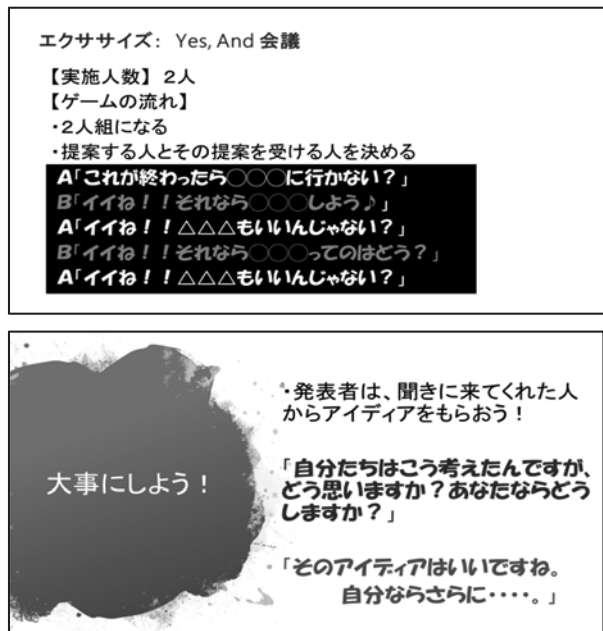 エクササイズ： Yes, And 会議
【実施人数】 2人
【ゲームの流れ】
・2人組になる
・提案する人とその提案を受ける人を決める
A「これが終わったら○○○に行かない？」
B「イイね！！それなら○○○しよう♪」
A「イイね！！△△△もいいんじゃない？」
B「イイね！！それなら○○○ってのはどう？」
A「イイね！！△△△もいいんじゃない？」
大事にしよう！
・発表者は、聞きに来てくれた人
からアイディアをもらおう！
「自分たちはこう考えたんですが、
どう思いますか？あなたならどう
しますか？」
「そのアイディアはいいですね。
自分ならさらに・・・・。」